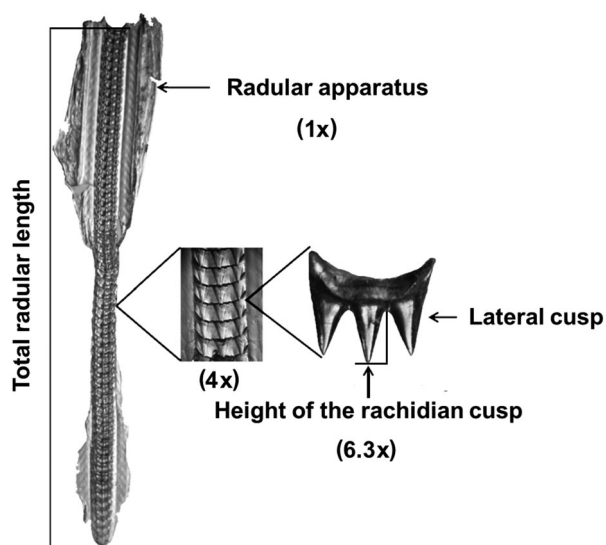 Radular apparatus
(1x)
Total radular length
Lateral cusp
(4x)
Height of the rachidian cusp
(6.3x)